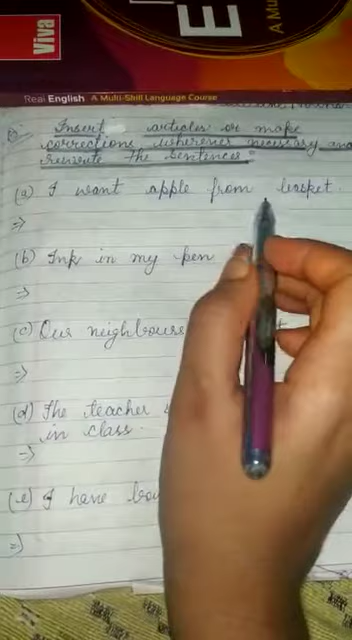 Viva
E
A Mu
Real English A Multi-Skill Language Course
Insert articles or make
corrections wherever necessary and
rewrite the sentences
(a) I want apple from basket.
⇒
(b) Ink in my pen
⇒
(c) Our neighbours
⇒
(d) The teacher
in class.
⇒
(e) I have
⇒